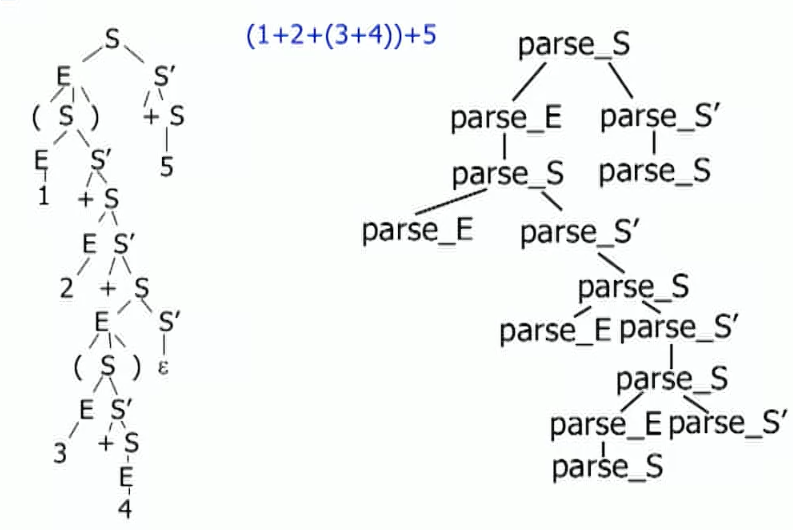 S
(1+2+(3+4))+5
parse_S
E S'
( S ) + S
parse_E parse_S'
E S' 5
parse_S parse_S
1 + S
parse_E parse_S'
E S'
2 + S
parse_S
E S'
parse_E parse_S'
( S ) ε
parse_S
E S'
parse_E parse_S'
3 + S
parse_S
E
4